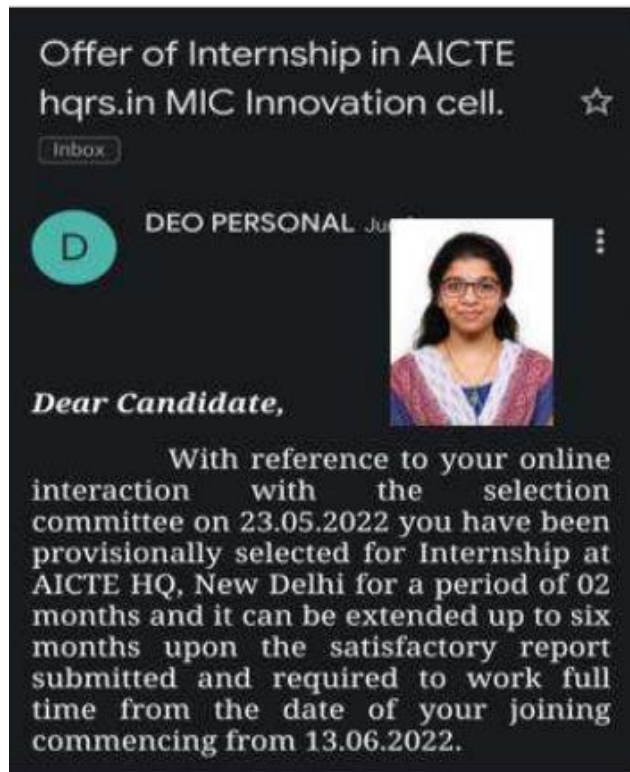 Offer of Internship in AICTE
hqrs.in MIC Innovation cell.
Inbox
D
DEO PERSONAL
Dear Candidate,
With reference to your online
interaction with the selection
committee on 23.05.2022 you have been
provisionally selected for Internship at
AICTE HQ, New Delhi for a period of 02
months and it can be extended up to six
months upon the satisfactory report
submitted and required to work full
time from the date of your joining
commencing from 13.06.2022.